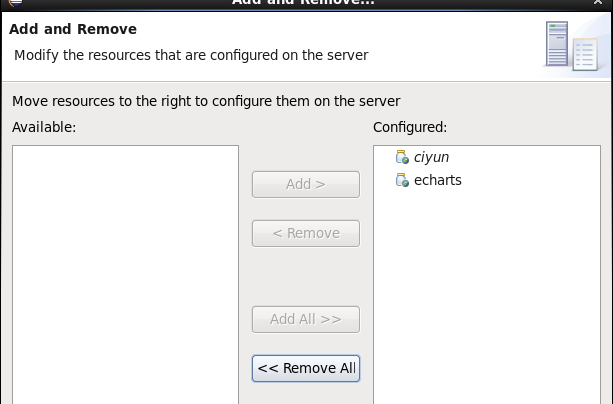 Add and Remove...
Add and Remove
Modify the resources that are configured on the server
Move resources to the right to configure them on the server
Available:
Configured:
ciyun
echarts
Add >
< Remove
Add All >>
<< Remove All